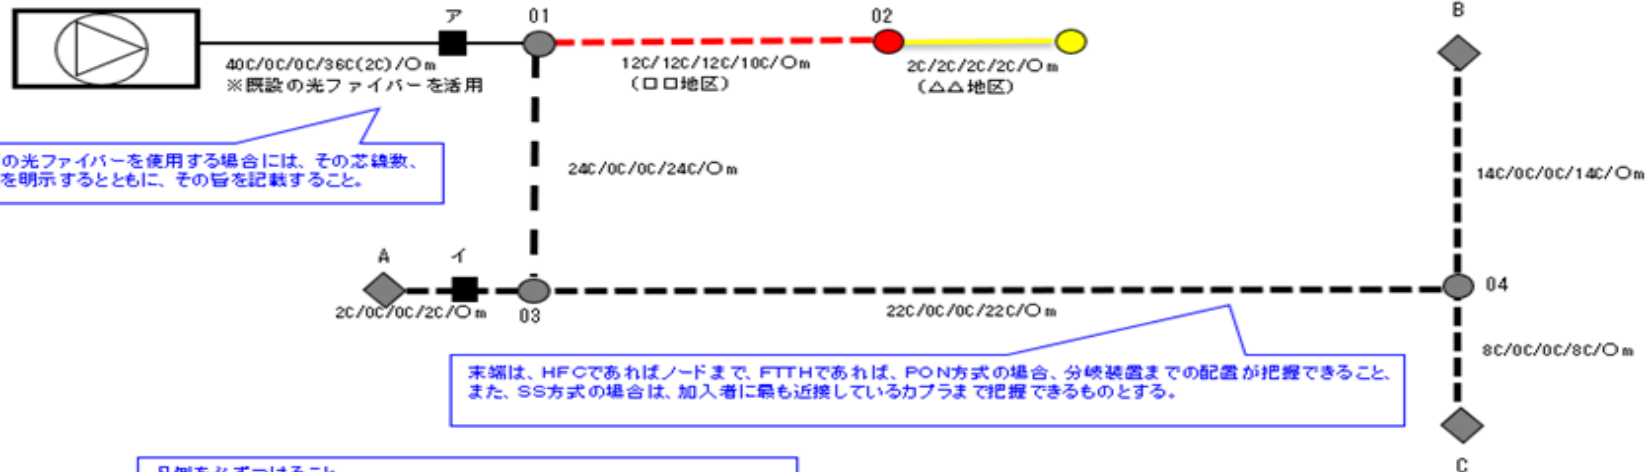 ア
01
02
B
40C/0C/0C/36C(2C)/〇m
※既設の光ファイバーを活用
12C/12C/12C/10C/〇m
(ロロ地区)
2C/2C/2C/2C/〇m
(△△地区)
の光ファイバーを使用する場合には、その芯線数、
を明示するとともに、その旨を記載すること。
24C/0C/0C/24C/〇m
14C/0C/0C/14C/〇m
A
イ
2C/0C/0C/2C/〇m
03
22C/0C/0C/22C/〇m
04
8C/0C/0C/8C/〇m
末端は、HFCであればノードまで、FTTHであれば、PON方式の場合、分岐装置までの配置が把握できること、
また、SS方式の場合は、加入者に最も近接しているカプラまで把握できるものとする。
C
凡例を必ずつけること